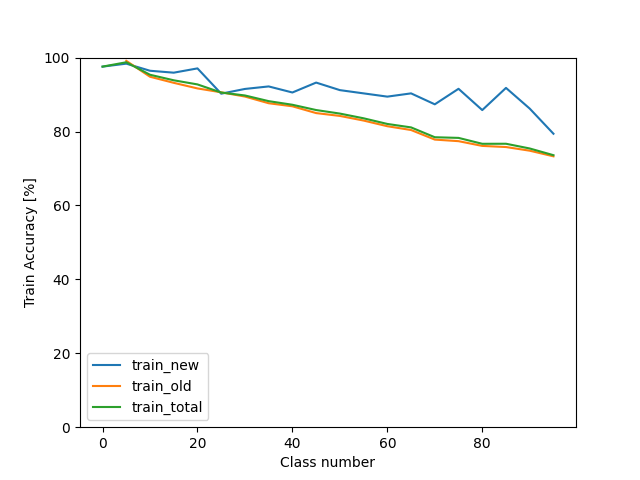 100
80
60
40
20
0
Train Accuracy [%]
train_new
train_old
train_total
0 20 40 60 80
Class number